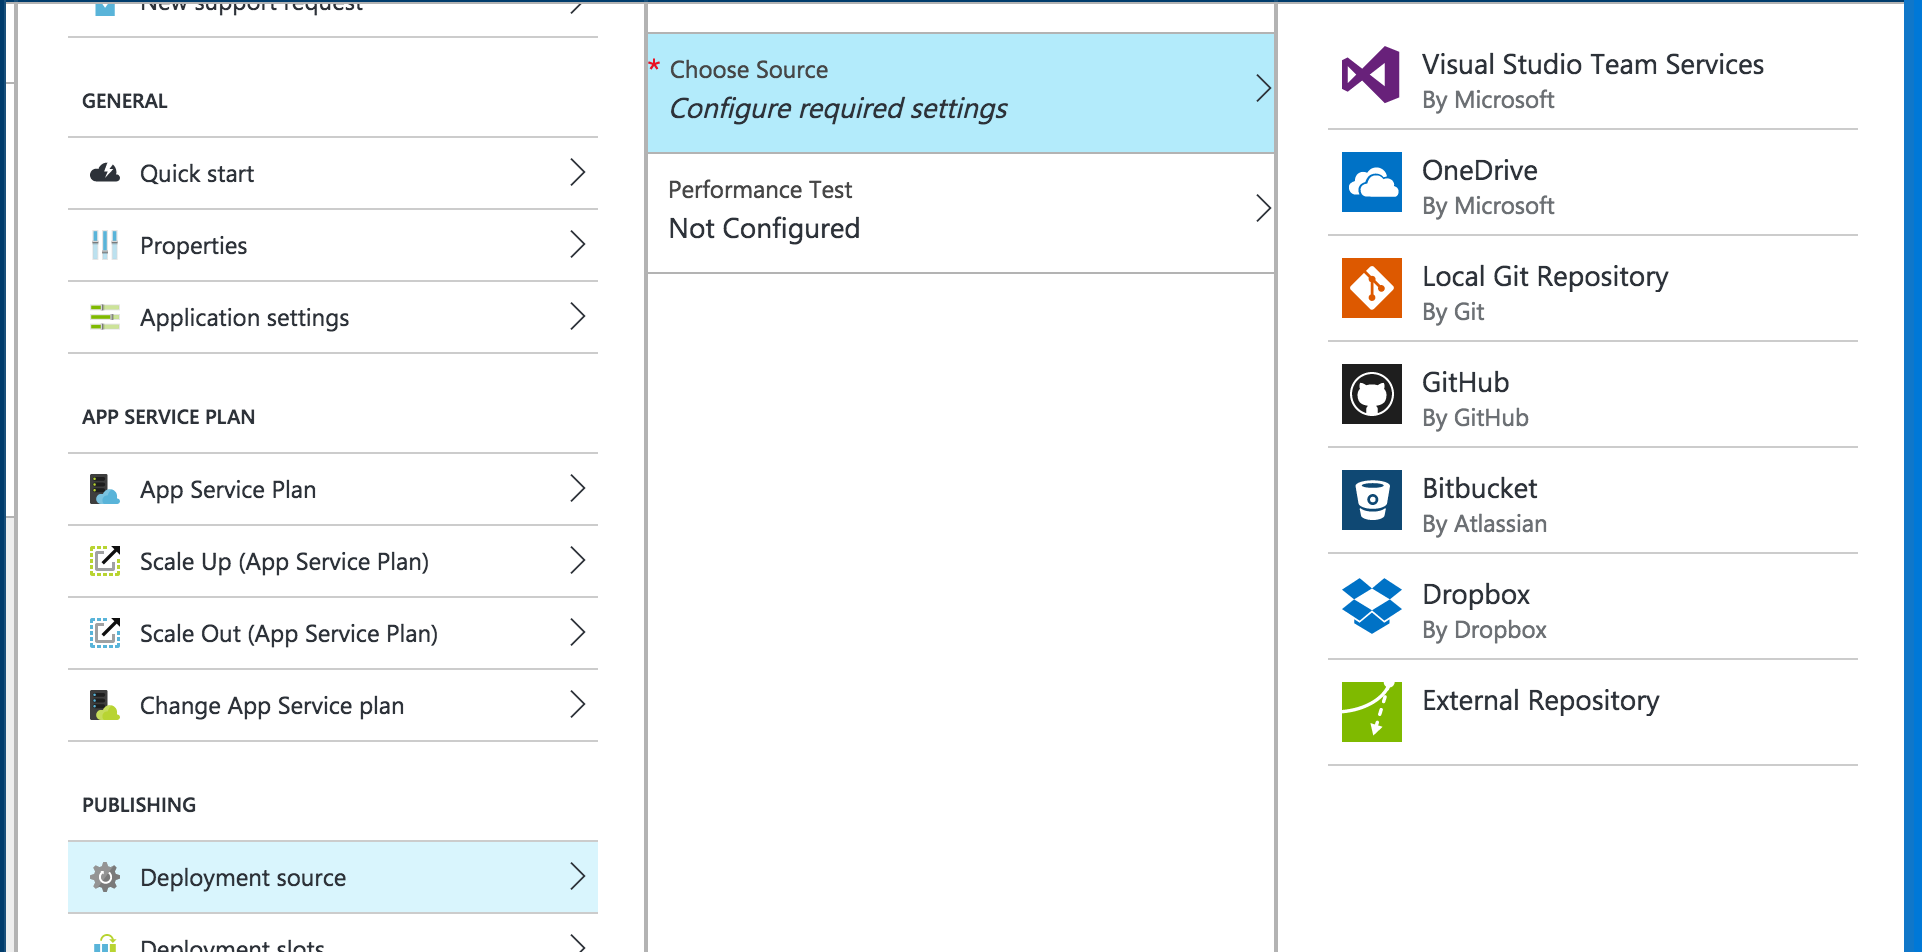 New support request
GENERAL
Quick start
Properties
Application settings
APP SERVICE PLAN
App Service Plan
Scale Up (App Service Plan)
Scale Out (App Service Plan)
Change App Service plan
PUBLISHING
Deployment source
Deployment slots
* Choose Source
Configure required settings
Performance Test
Not Configured
Visual Studio Team Services
By Microsoft
OneDrive
By Microsoft
Local Git Repository
By Git
GitHub
By GitHub
Bitbucket
By Atlassian
Dropbox
By Dropbox
External Repository